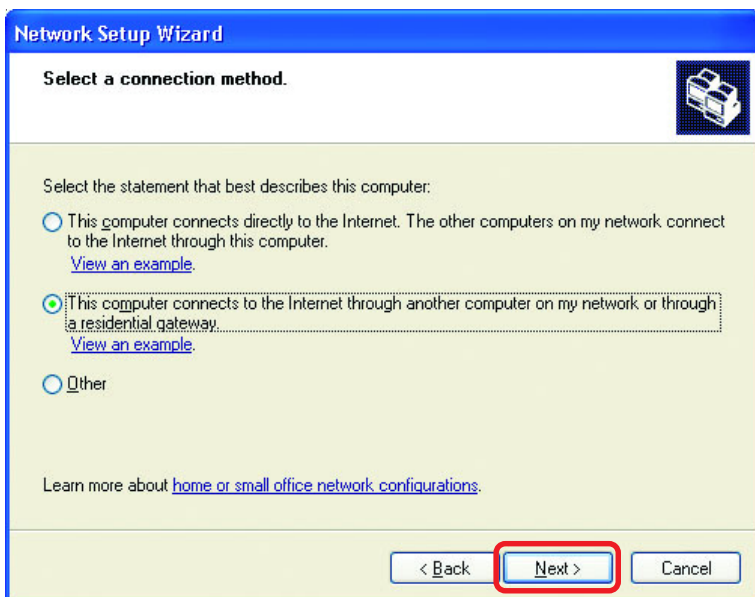 Network Setup Wizard
Select a connection method.
Select the statement that best describes this computer:
This computer connects directly to the Internet. The other computers on my network connect
to the Internet through this computer.
View an example.
This computer connects to the Internet through another computer on my network or through
a residential gateway.
View an example.
Other
Learn more about home or small office network configurations.
< Back
Next >
Cancel